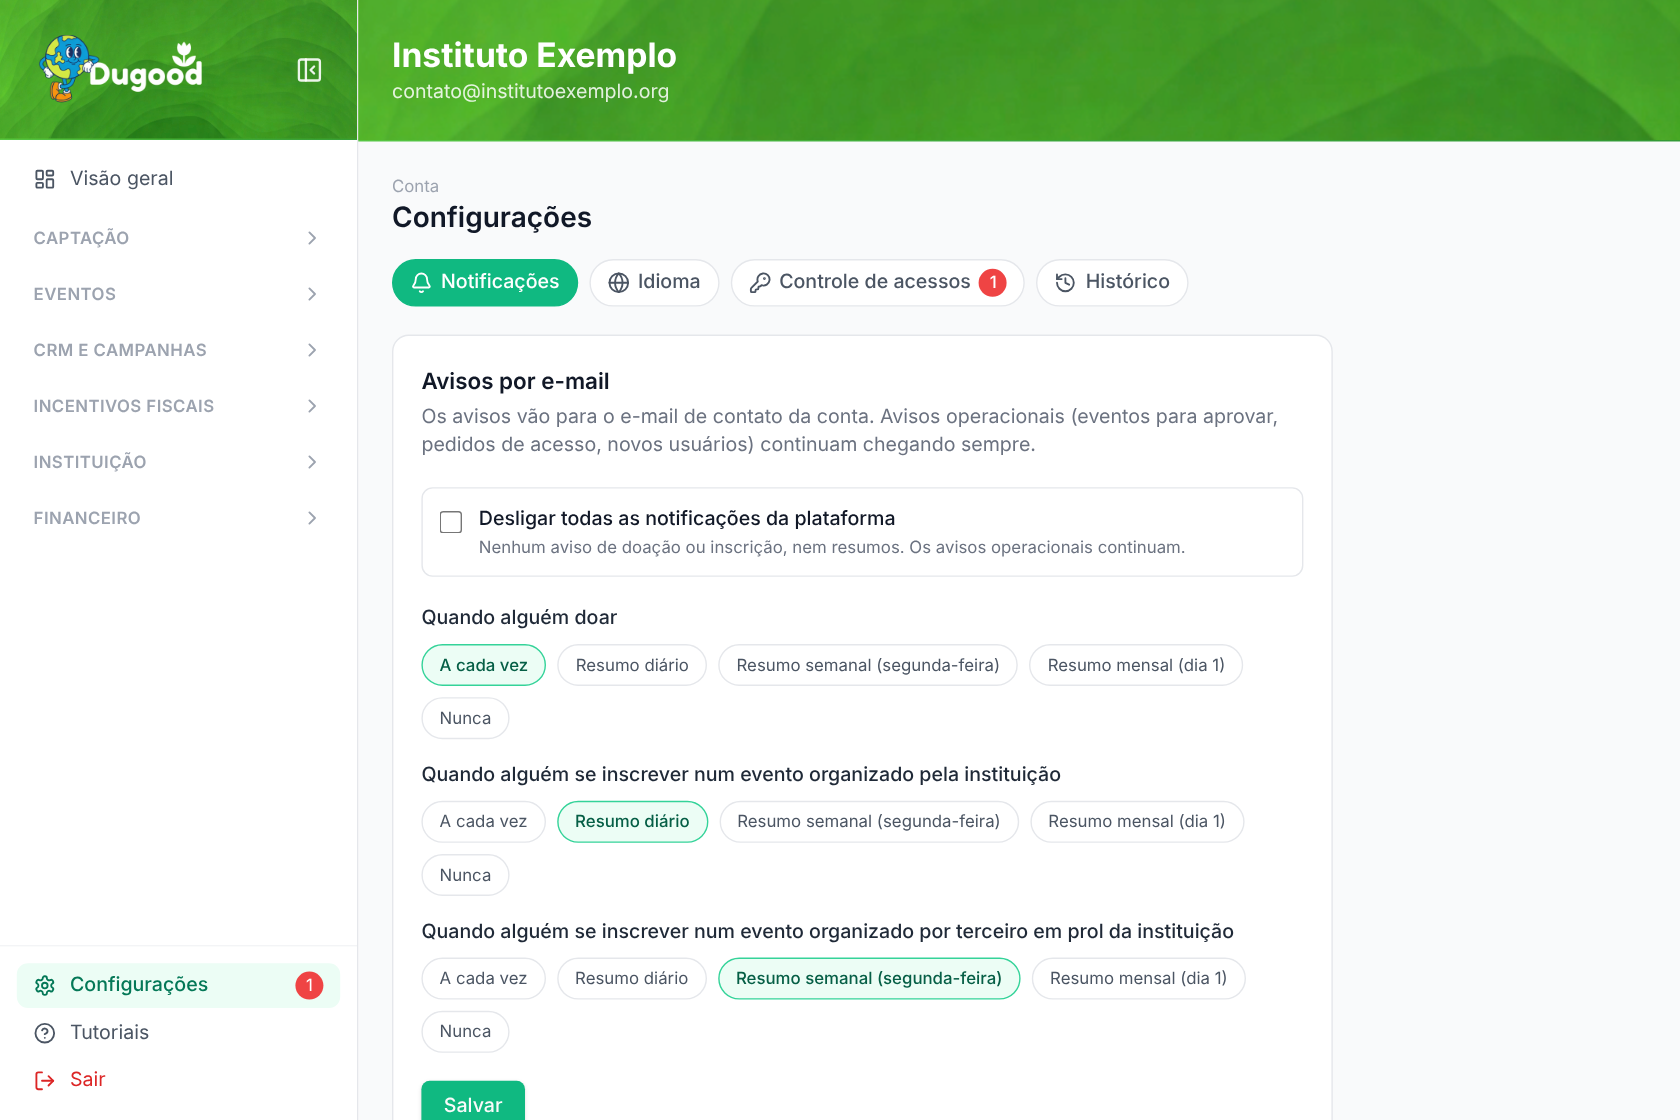 Dugood
Instituto Exemplo
contato@institutoexemplo.org
Visão geral
CAPTAÇÃO
EVENTOS
CRM E CAMPANHAS
INCENTIVOS FISCAIS
INSTITUIÇÃO
FINANCEIRO
Configurações 1
Tutoriais
Sair
Conta
Configurações
Notificações Idioma Controle de acessos 1 Histórico
Avisos por e-mail
Os avisos vão para o e-mail de contato da conta. Avisos operacionais (eventos para aprovar,
pedidos de acesso, novos usuários) continuam chegando sempre.
Desligar todas as notificações da plataforma
Nenhum aviso de doação ou inscrição, nem resumos. Os avisos operacionais continuam.
Quando alguém doar
A cada vez Resumo diário Resumo semanal (segunda-feira) Resumo mensal (dia 1)
Nunca
Quando alguém se inscrever num evento organizado pela instituição
A cada vez Resumo diário Resumo semanal (segunda-feira) Resumo mensal (dia 1)
Nunca
Quando alguém se inscrever num evento organizado por terceiro em prol da instituição
A cada vez Resumo diário Resumo semanal (segunda-feira) Resumo mensal (dia 1)
Nunca
Salvar